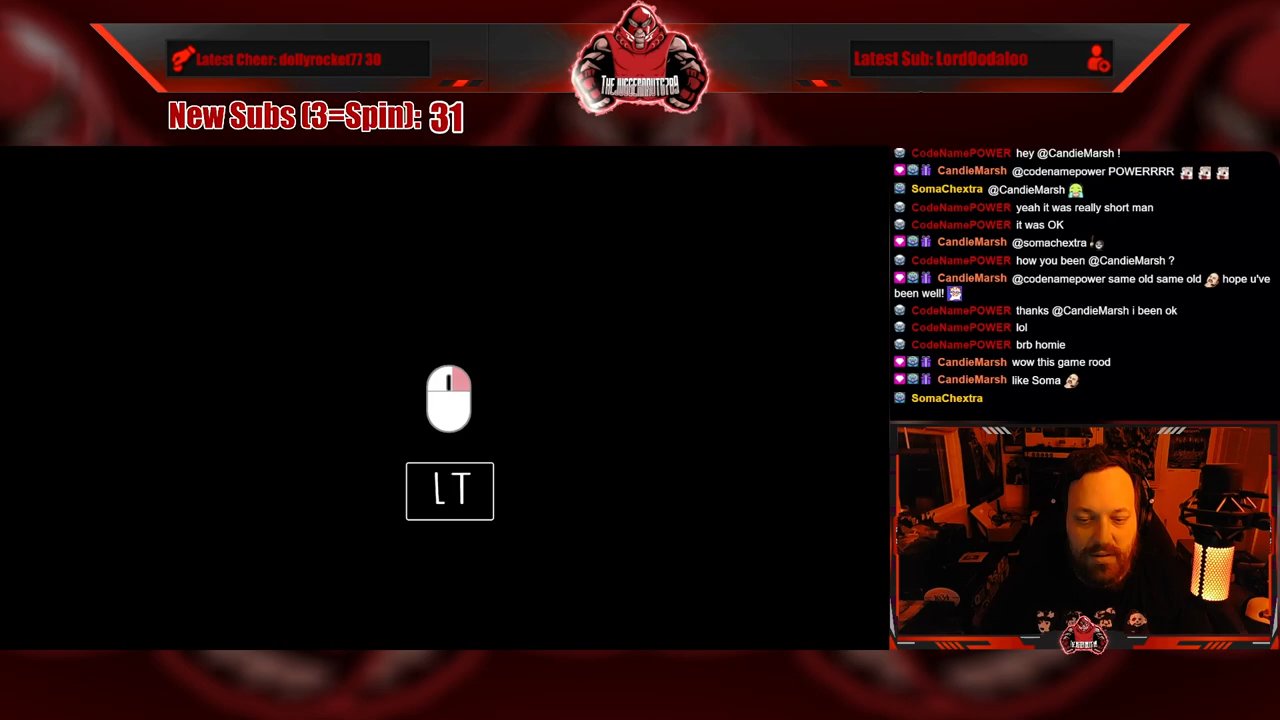 Latest Cheer: dollyrocket77 30
THEJUGGERNAUT6789
Latest Sub: LordOodaloo
New Subs (3=Spin): 31
CodeNamePOWER hey @CandieMarsh !
CandieMarsh @codenamepower POWERRRR
SomaChextra @CandieMarsh
CodeNamePOWER yeah it was really short man
CodeNamePOWER it was OK
CandieMarsh @somachextra
CodeNamePOWER how you been @CandieMarsh ?
CandieMarsh @codenamepower same old same old hope u've
been well!
CodeNamePOWER thanks @CandieMarsh i been ok
CodeNamePOWER lol
CodeNamePOWER brb homie
CandieMarsh wow this game rood
CandieMarsh like Soma
SomaChextra
LT